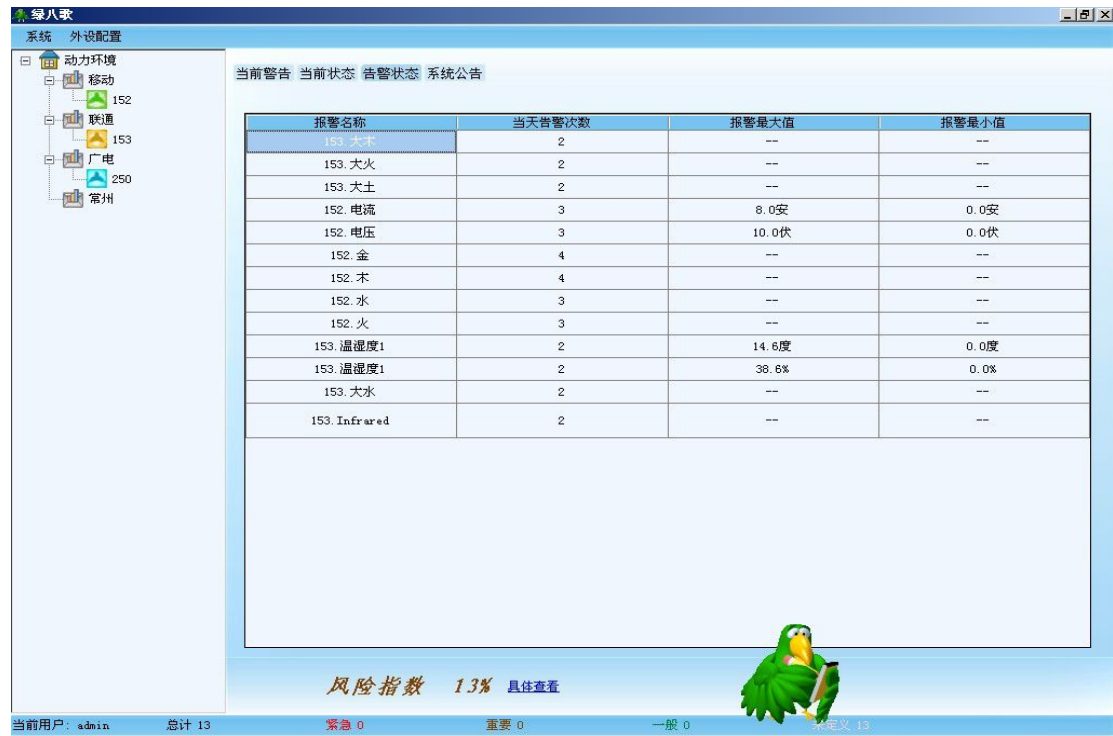 绿八歌
系统 外设配置
动力环境
移动
152
联通
153
广电
250
常州
当前警告 当前状态 告警状态 系统公告
报警名称 当天告警次数 报警最大值 报警最小值
153.大木 2 -- --
153.大火 2 -- --
153.大土 2 -- --
152.电流 3 8.0安 0.0安
152.电压 3 10.0伏 0.0伏
152.金 4 -- --
152.木 4 -- --
152.水 3 -- --
152.火 3 -- --
153.温湿度1 2 14.6度 0.0度
153.温湿度1 2 38.6% 0.0%
153.大水 2 -- --
153.Infrared 2 -- --
风险指数 13% 具体查看
当前用户: admin 总计 13 紧急 0 重要 0 一般 0 未定义 13